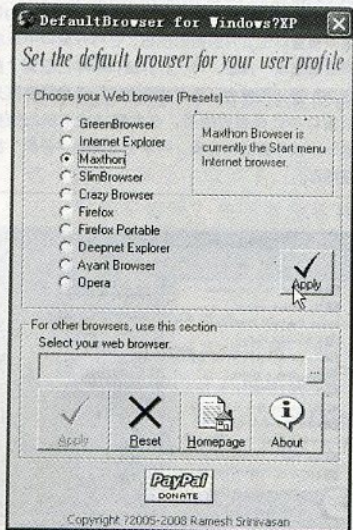 DefaultBrowser for Windows?XP
Set the default browser for your user profile
Choose your Web browser (Presets)
GreenBrowser
Internet Explorer
Maxthon
SlimBrowser
Crazy Browser
Firefox
Firefox Portable
Deepnet Explorer
Avant Browser
Opera
Maxthon Browser is
currently the Start menu
Internet browser.
Apply
For other browsers, use this section
Select your web browser.
...
Apply
Reset
Homepage
About
PayPal
DONATE
Copyright ?2005-2008 Ramesh Srinivasan